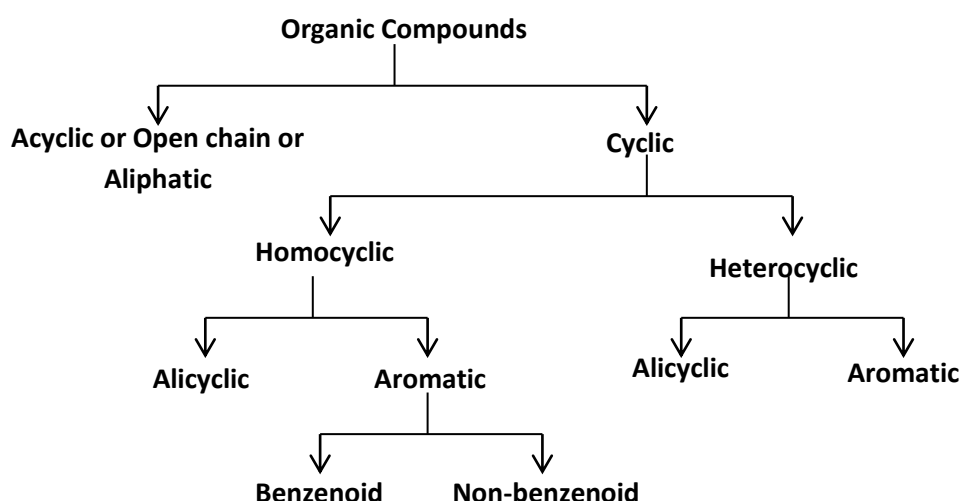 Organic Compounds
Acyclic or Open chain or
Aliphatic
Cyclic
Homocyclic
Heterocyclic
Alicyclic
Aromatic
Alicyclic
Aromatic
Benzenoid
Non-benzenoid